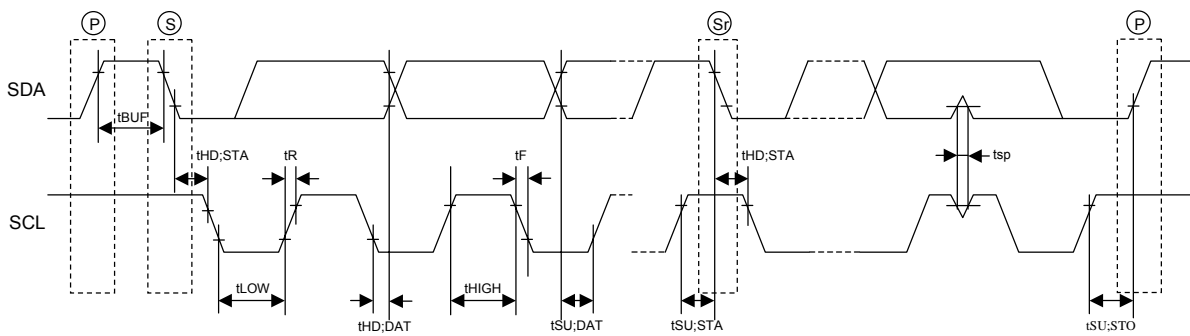 P
S
Sr
P
SDA
tBUF
tHD;STA
tR
tF
tHD;STA
tsp
SCL
tLOW
tHD;DAT
tHIGH
tSU;DAT
tSU;STA
tSU;STO